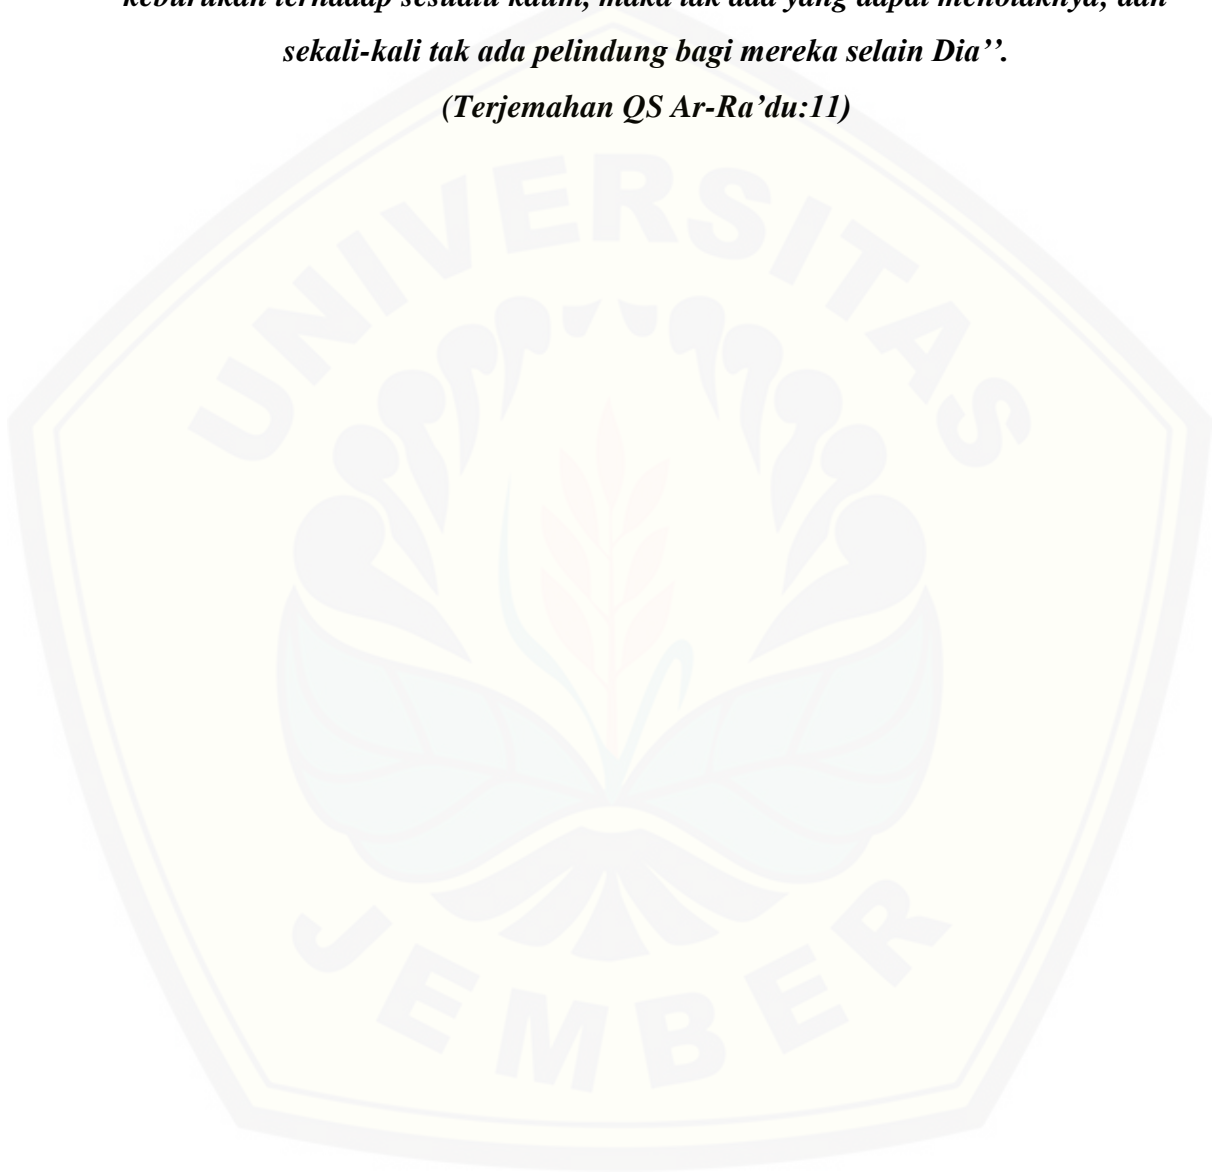 keburukan terhadap sesuatu kaum, maka tak ada yang dapat menolaknya; dan
sekali-kali tak ada pelindung bagi mereka selain Dia’’.
(Terjemahan QS Ar-Ra’du:11)
UNIVERSITAS
JEMBER